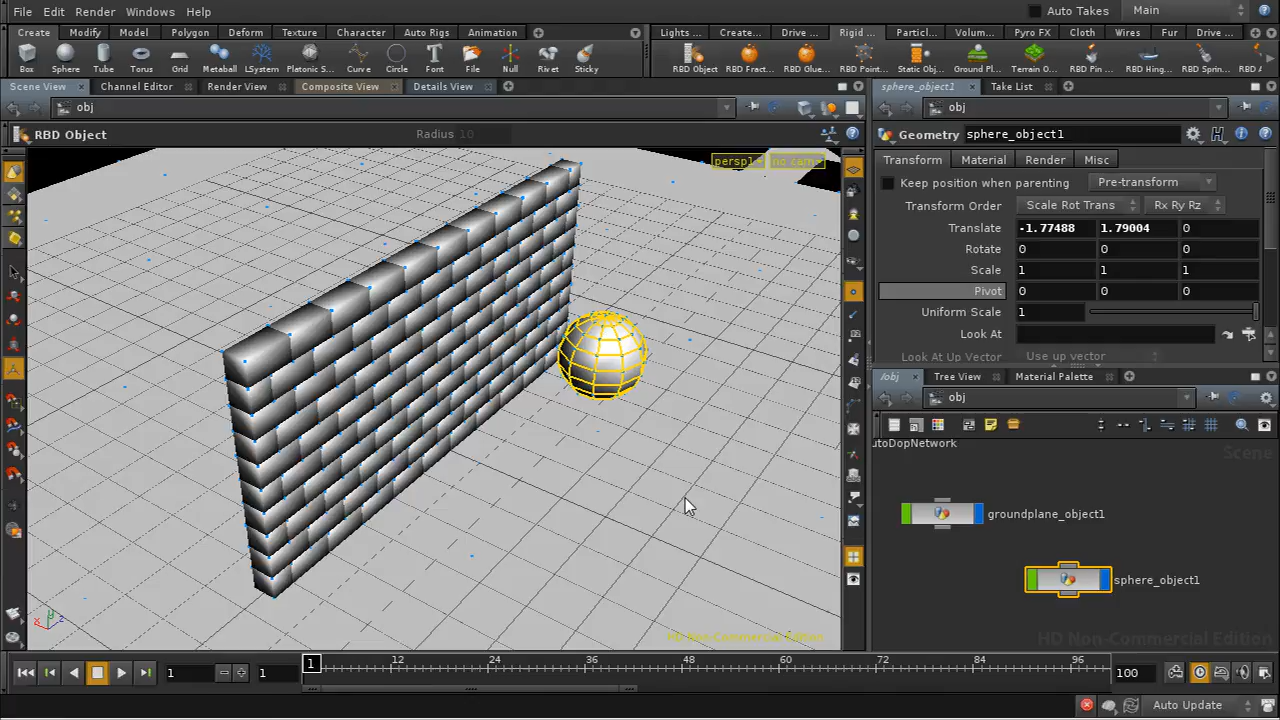 File Edit Render Windows Help Auto Takes Main
Create Modify Model Polygon Deform Texture Character Auto Rigs Animation Lights ... Create... Drive ... Rigid ... Particl... Volum... Pyro FX Cloth Wires Fur Drive ...
Box Sphere Tube Torus Grid Metaball LSystem Platonic S... Curve Circle Font File Null Rivet Sticky RBD Object RBD Fract... RBD Glue... RBD Point... Static Obj... Ground Pl... Terrain O... RBD Pin ... RBD Hing... RBD Sprin... RBD A
Scene View Channel Editor Render View Composite View Details View sphere_object1 Take List
obj obj
RBD Object Radius 10 Geometry sphere_object1
persp1 no cam
Transform Material Render Misc
Keep position when parenting Pre-transform
Transform Order Scale Rot Trans Rx Ry Rz
Translate -1.77488 1.79004 0
Rotate 0 0 0
Scale 1 1 1
Pivot 0 0 0
Uniform Scale 1
Look At
Look At Up Vector Use up vector
/obj Tree View Material Palette
obj
utoDopNetwork
Scene
groundplane_object1
sphere_object1
HD Non-Commercial Edition
HD Non-Commercial Edition
1 1 1 12 24 36 48 60 72 84 96 100
Auto Update